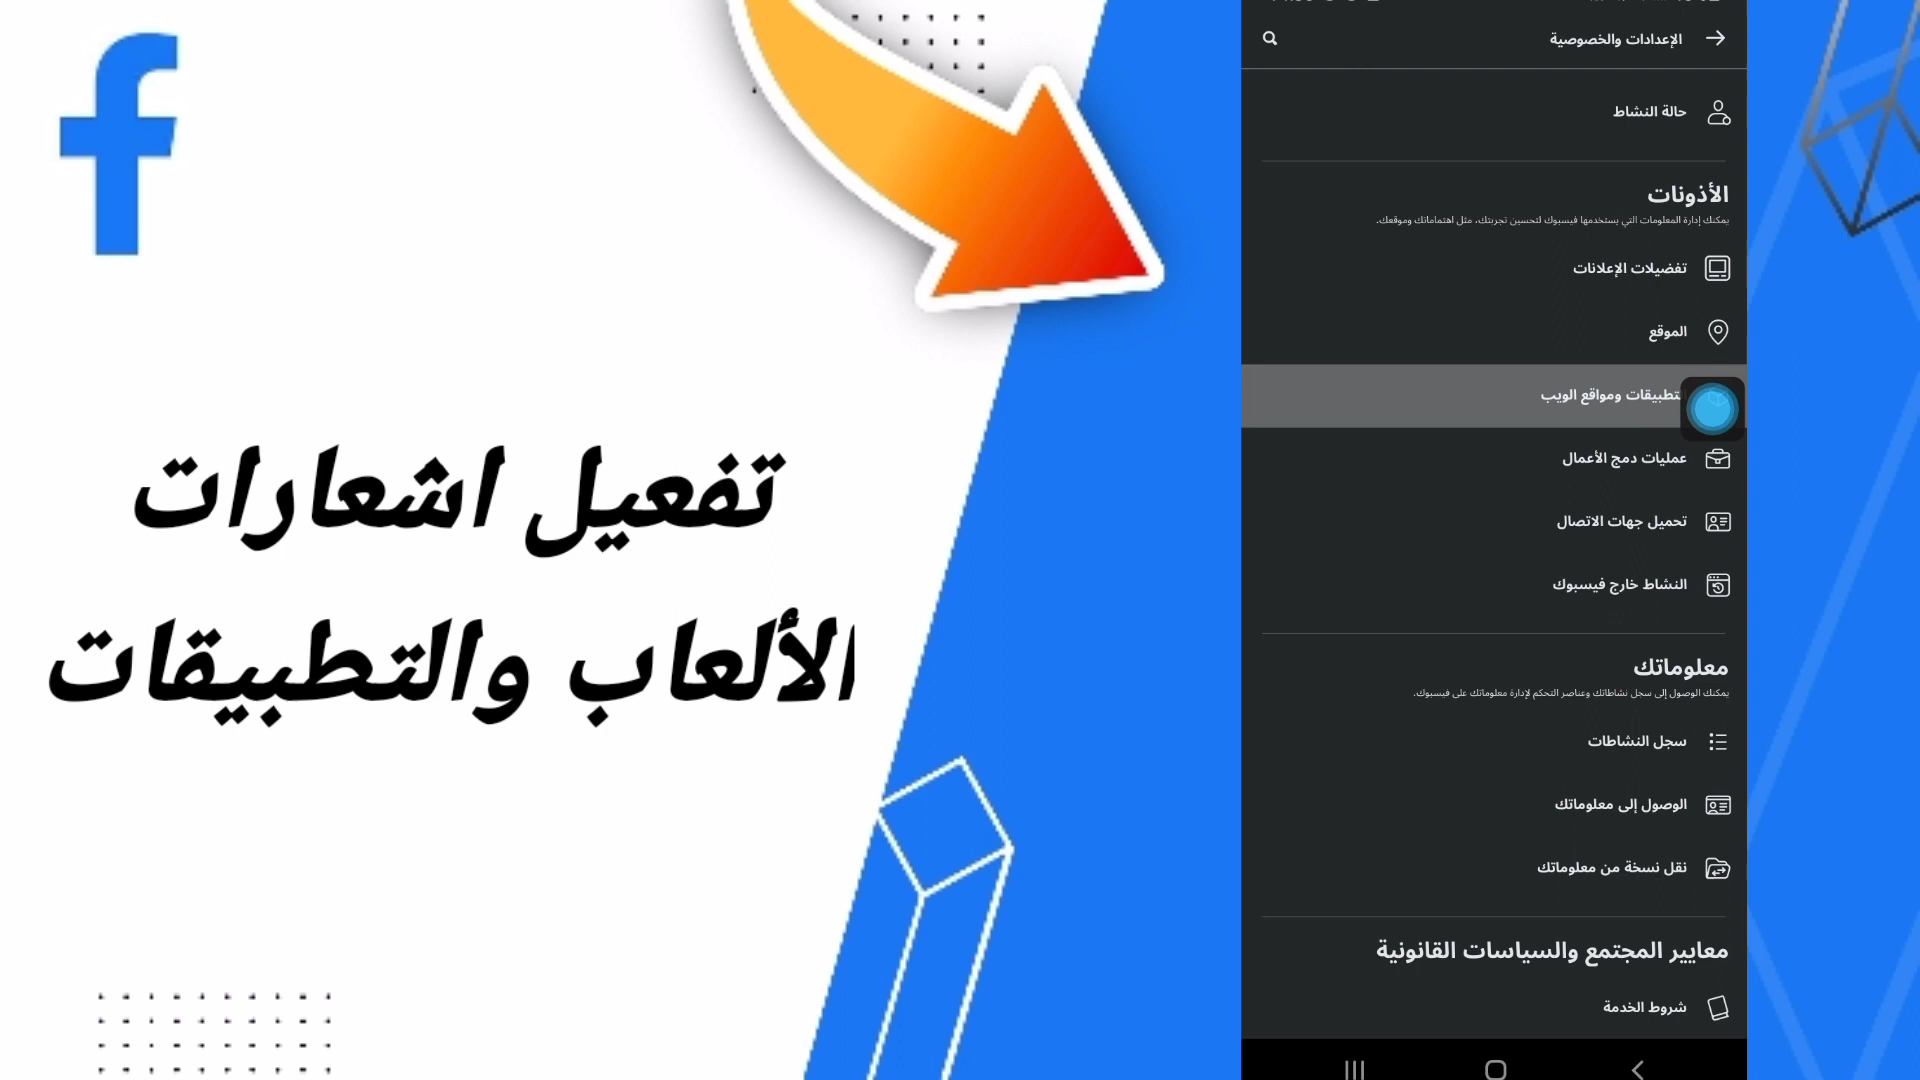 تفعيل اشعارات
الألعاب والتطبيقات
الإعدادات والخصوصية
حالة النشاط
الأذونات
يمكنك إدارة المعلومات التي يستخدمها فيسبوك لتحسين تجربتك، مثل اهتماماتك وموقعك.
تفضيلات الإعلانات
الموقع
التطبيقات ومواقع الويب
عمليات دمج الأعمال
تحميل جهات الاتصال
النشاط خارج فيسبوك
معلوماتك
يمكنك الوصول إلى سجل نشاطاتك وعناصر التحكم لإدارة معلوماتك على فيسبوك.
سجل النشاطات
الوصول إلى معلوماتك
نقل نسخة من معلوماتك
معايير المجتمع والسياسات القانونية
شروط الخدمة